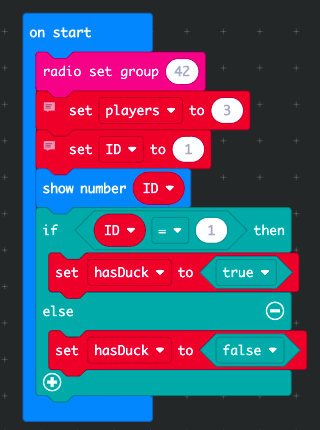 on start
radio set group 42
set players to 3
set ID to 1
show number ID
if ID = 1 then
set hasDuck to true
else
set hasDuck to false